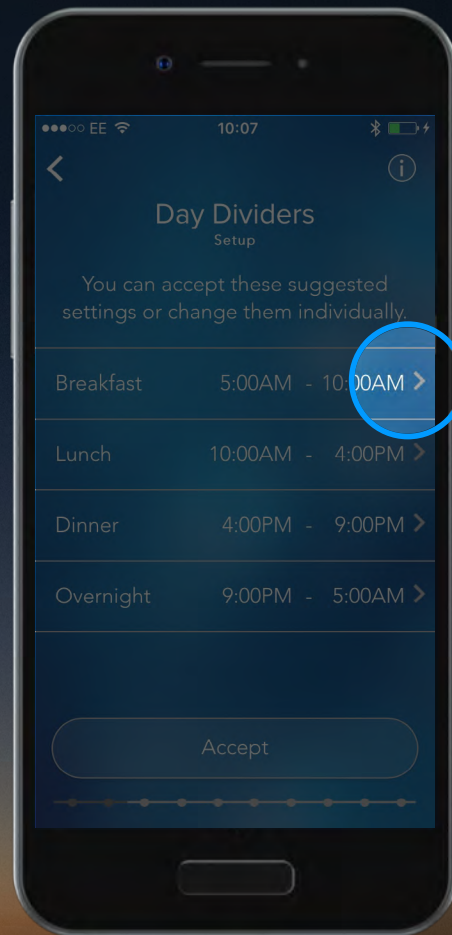 ●●●○○ EE 10:07
Day Dividers
Setup
You can accept these suggested
settings or change them individually.
Breakfast 5:00AM - 10:00AM
Lunch 10:00AM - 4:00PM
Dinner 4:00PM - 9:00PM
Overnight 9:00PM - 5:00AM
Accept